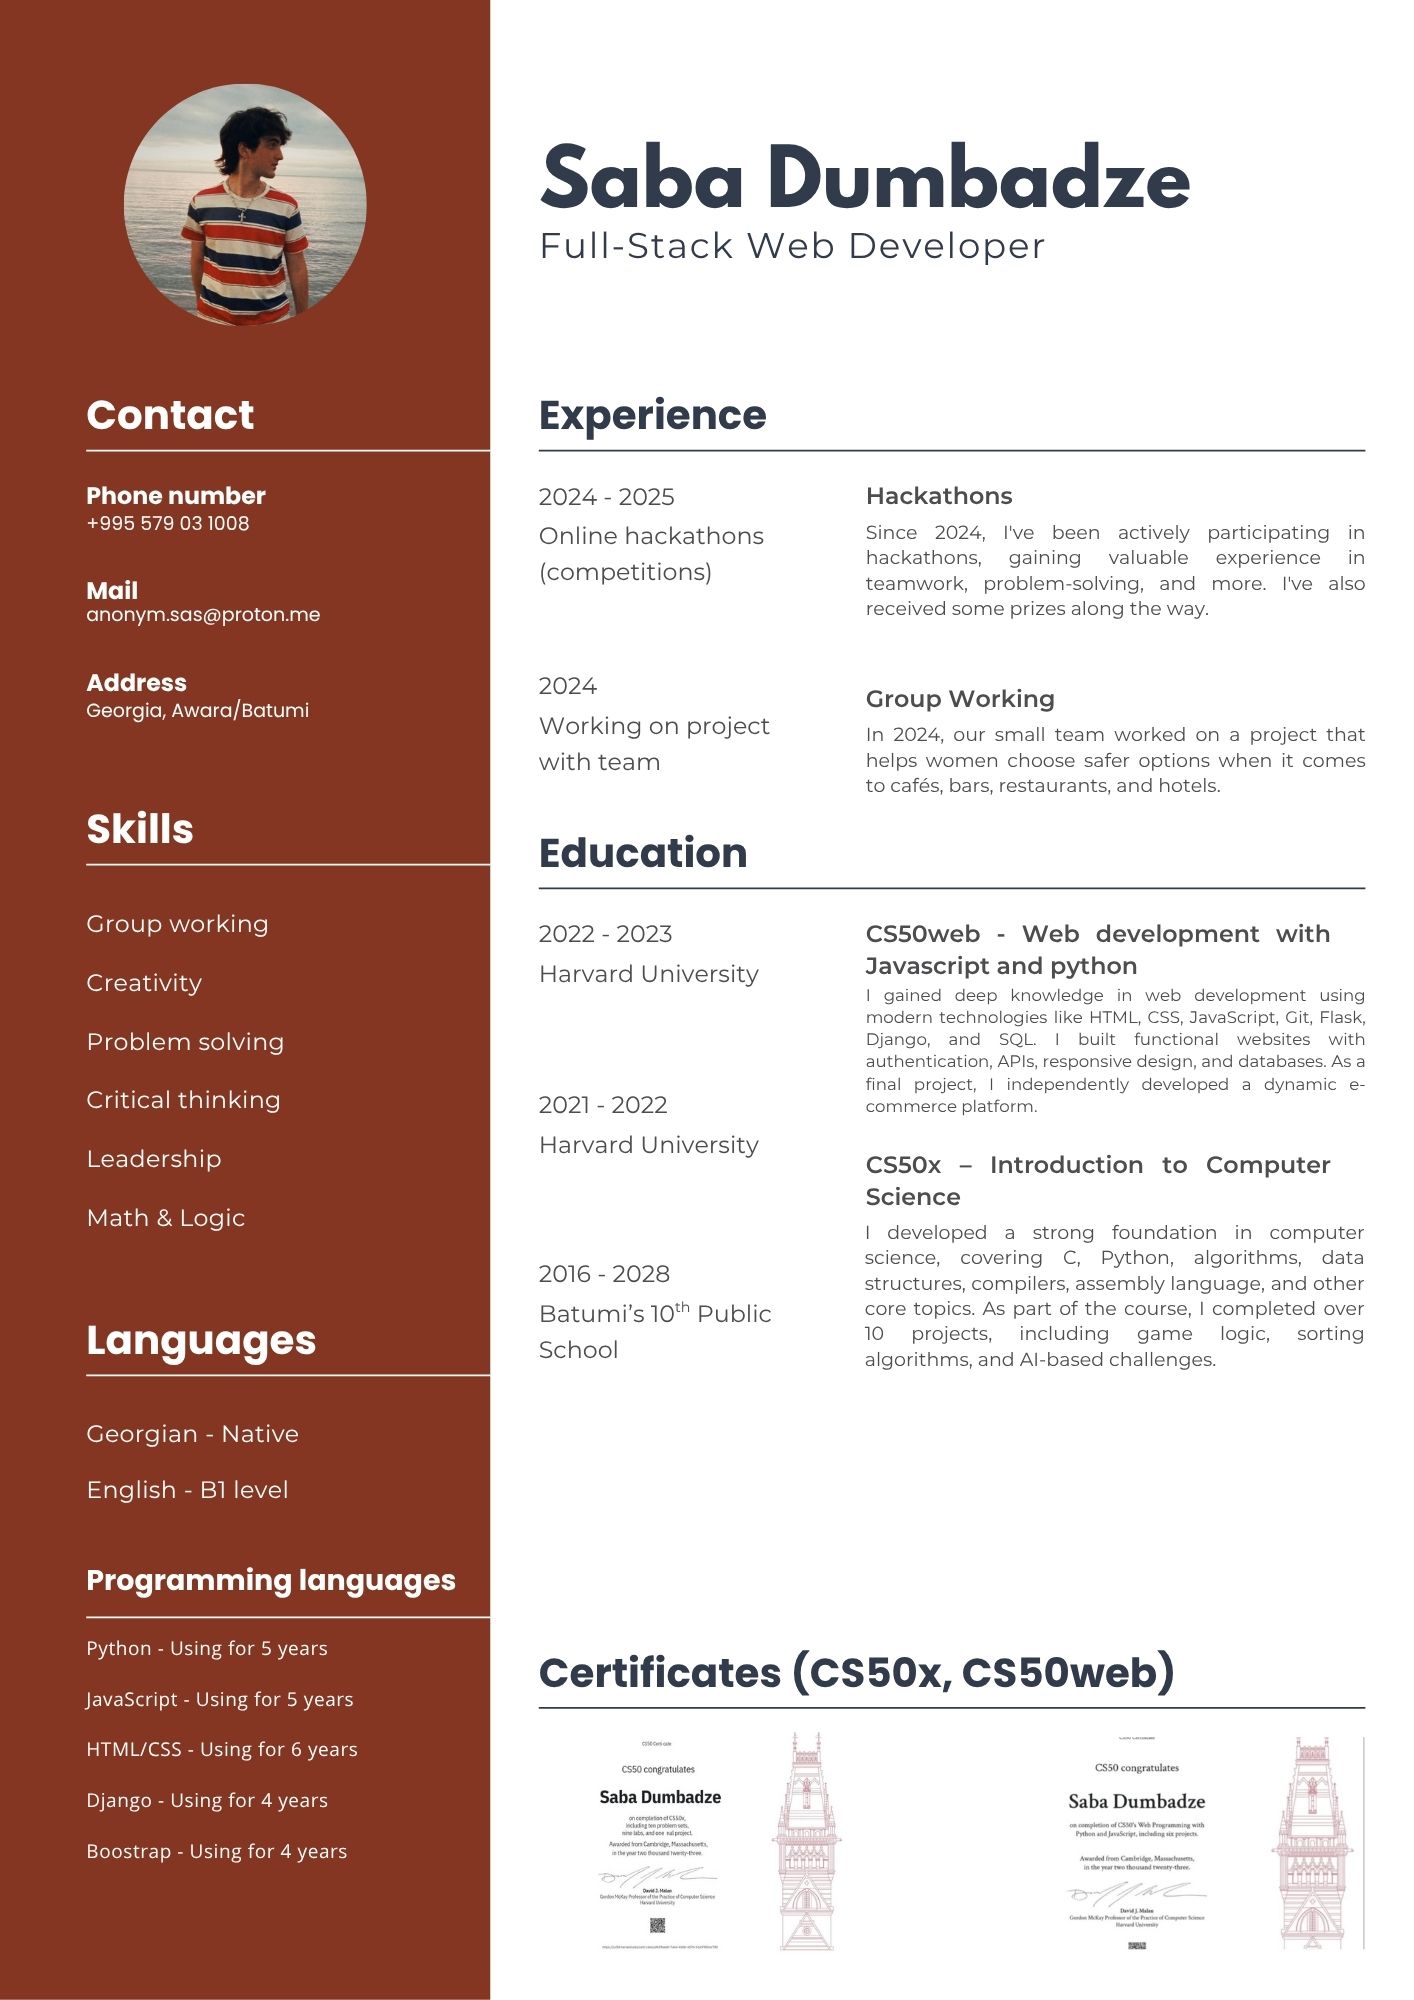 Saba Dumbadze
Full-Stack Web Developer
Contact
Phone number
+995 579 03 1008
Mail
anonym.sas@proton.me
Address
Georgia, Awara/Batumi
Skills
Group working
Creativity
Problem solving
Critical thinking
Leadership
Math & Logic
Languages
Georgian - Native
English - B1 level
Programming languages
Python - Using for 5 years
JavaScript - Using for 5 years
HTML/CSS - Using for 6 years
Django - Using for 4 years
Boostrap - Using for 4 years
Experience
2024 - 2025
Online hackathons
(competitions)
Hackathons
Since 2024, I've been actively participating in
hackathons, gaining valuable experience in
teamwork, problem-solving, and more. I've also
received some prizes along the way.
2024
Working on project
with team
Group Working
In 2024, our small team worked on a project that
helps women choose safer options when it comes
to cafés, bars, restaurants, and hotels.
Education
2022 - 2023
Harvard University
CS50web - Web development with
Javascript and python
I gained deep knowledge in web development using
modern technologies like HTML, CSS, JavaScript, Git, Flask,
Django, and SQL. I built functional websites with
authentication, APIs, responsive design, and databases. As a
final project, I independently developed a dynamic e-
commerce platform.
2021 - 2022
Harvard University
CS50x – Introduction to Computer
Science
I developed a strong foundation in computer
science, covering C, Python, algorithms, data
structures, compilers, assembly language, and other
core topics. As part of the course, I completed over
10 projects, including game logic, sorting
algorithms, and AI-based challenges.
2016 - 2028
Batumi’s 10th Public
School
Certificates (CS50x, CS50web)
CS50 congratulates
Saba Dumbadze
on completion of CS50x,
including ten problem sets,
nine labs, and one project.
Awarded from Cambridge, Massachusetts,
in the year two thousand twenty-three.
David J. Malan
Gordon McKay Professor of the Practice of Computer Science
Harvard University
CS50 congratulates
Saba Dumbadze
on completion of CS50's Web Programming with
Python and JavaScript, including six projects.
Awarded from Cambridge, Massachusetts,
in the year two thousand twenty-three.
David J. Malan
Gordon McKay Professor of the Practice of Computer Science
Harvard University